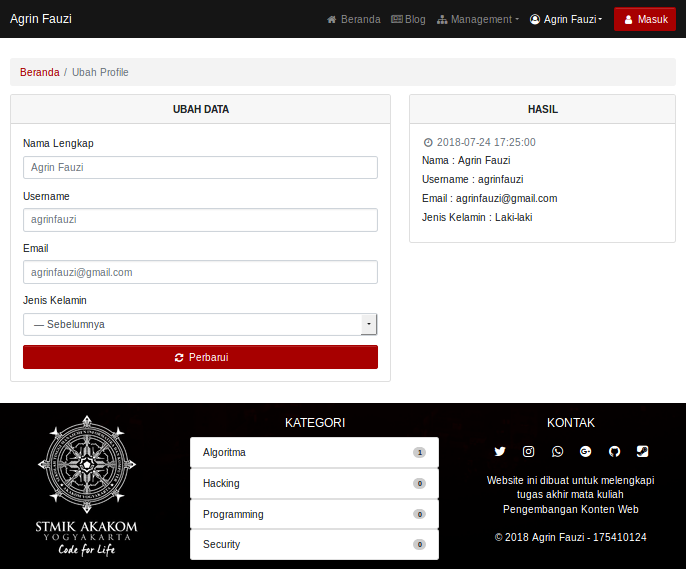 Agrin Fauzi
Beranda
Blog
Management
Agrin Fauzi
Masuk
Beranda / Ubah Profile
UBAH DATA
Nama Lengkap
Agrin Fauzi
Username
agrinfauzi
Email
agrinfauzi@gmail.com
Jenis Kelamin
— Sebelumnya
Perbarui
HASIL
2018-07-24 17:25:00
Nama : Agrin Fauzi
Username : agrinfauzi
Email : agrinfauzi@gmail.com
Jenis Kelamin : Laki-laki
STMIK AKAKOM
YOGYAKARTA
Code for Life
KATEGORI
Algoritma 1
Hacking 0
Programming 0
Security 0
KONTAK
Website ini dibuat untuk melengkapi
tugas akhir mata kuliah
Pengembangan Konten Web
© 2018 Agrin Fauzi - 175410124